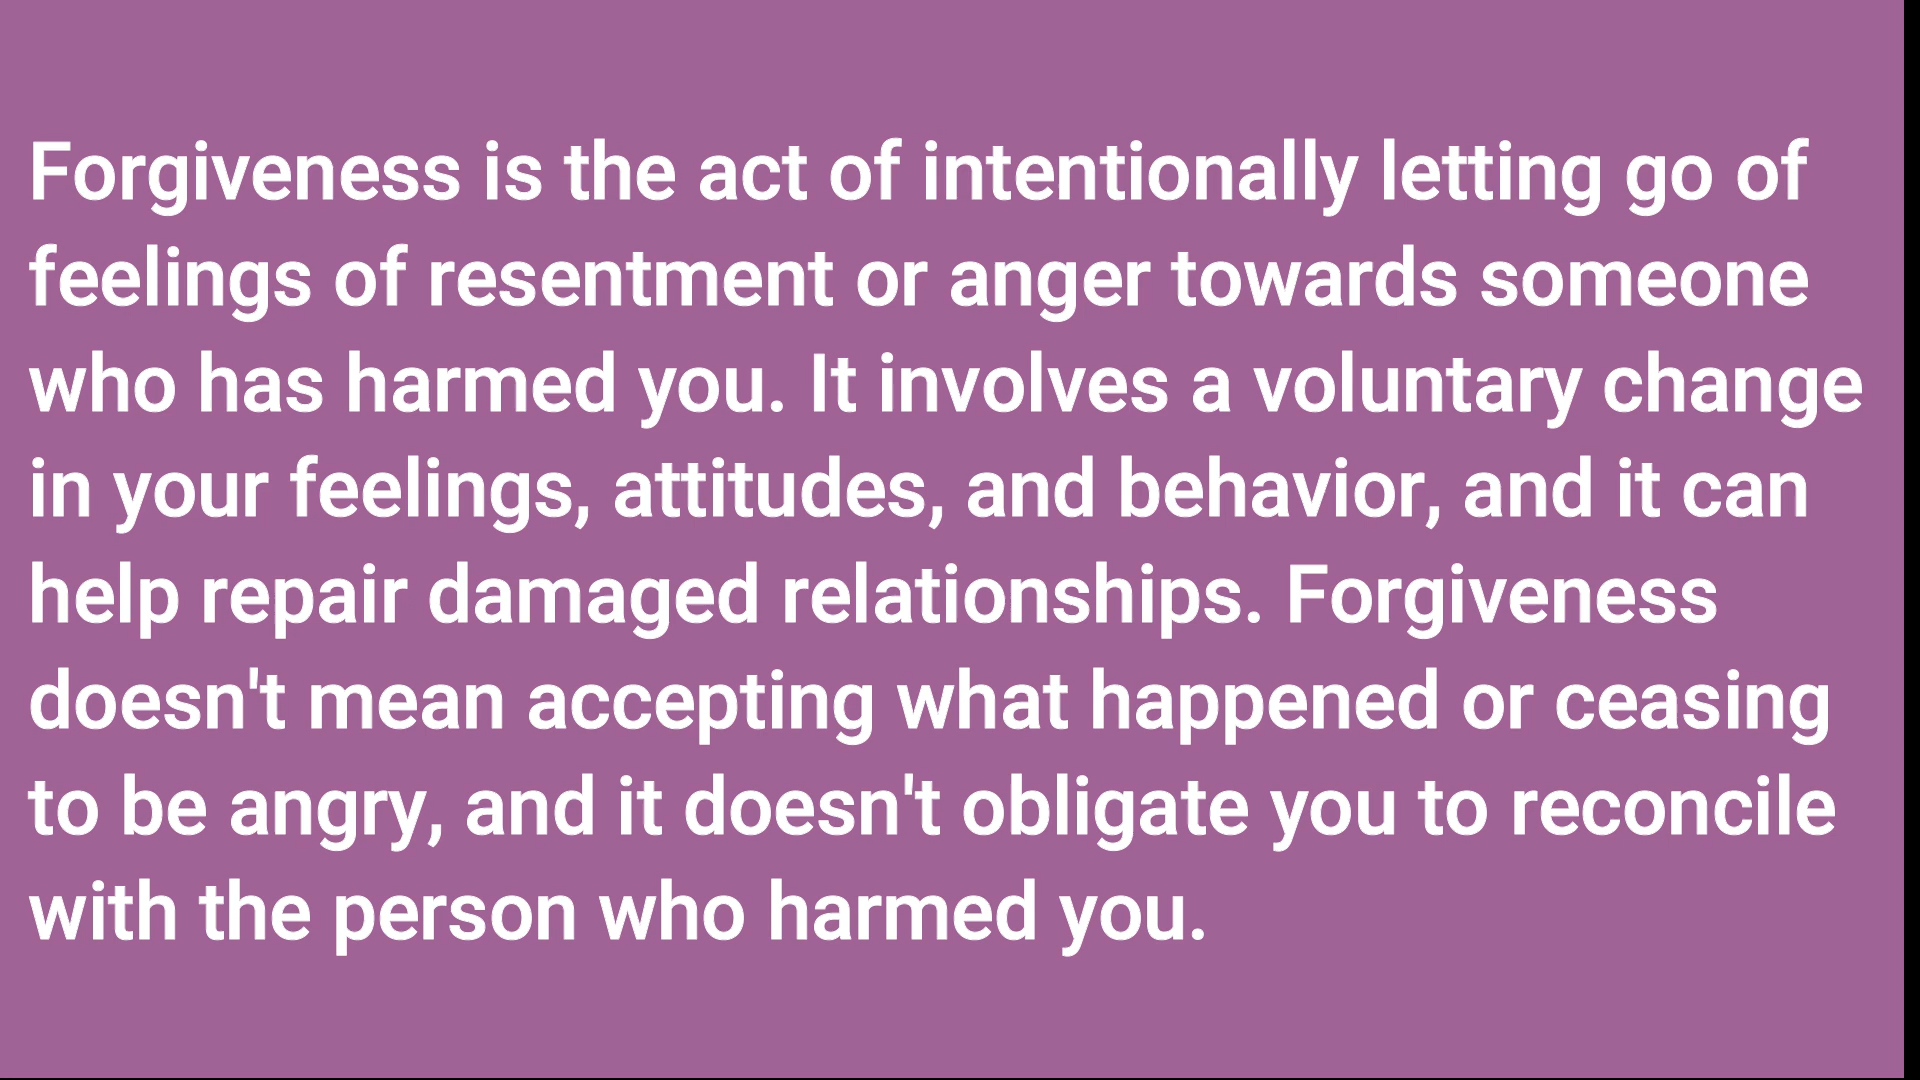 Forgiveness is the act of intentionally letting go of
feelings of resentment or anger towards someone
who has harmed you. It involves a voluntary change
in your feelings, attitudes, and behavior, and it can
help repair damaged relationships. Forgiveness
doesn't mean accepting what happened or ceasing
to be angry, and it doesn't obligate you to reconcile
with the person who harmed you.